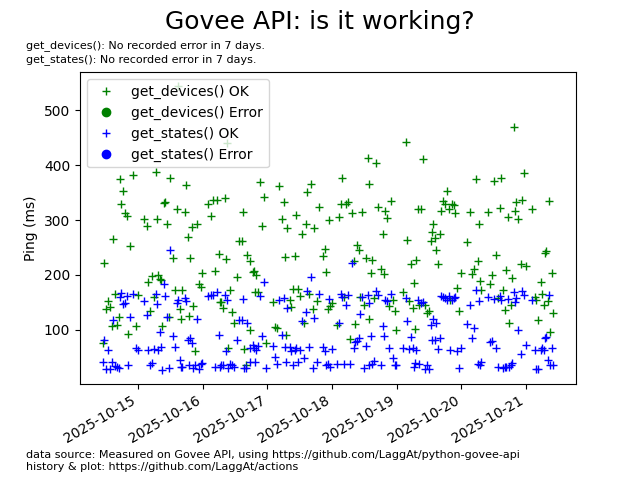 Govee API: is it working?
get_devices(): No recorded error in 7 days.
get_states(): No recorded error in 7 days.
get_devices() OK
get_devices() Error
get_states() OK
get_states() Error
Ping (ms)
500
400
300
200
100
2025-10-15
2025-10-16
2025-10-17
2025-10-18
2025-10-19
2025-10-20
2025-10-21
data source: Measured on Govee API, using https://github.com/LaggAt/python-govee-api
history & plot: https://github.com/LaggAt/actions